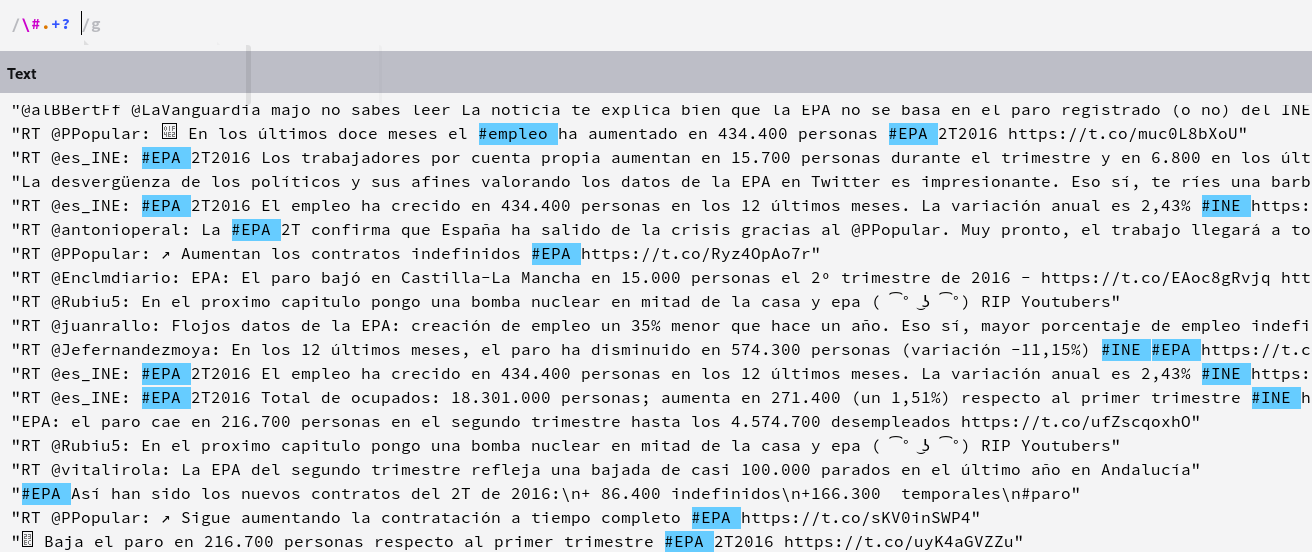 /\#.+? /g
Text
"@alBBertFf @LaVanguardia majo no sabes leer La noticia te explica bien que la EPA no se basa en el paro registrado (o no) del INE
"RT @PPopular: En los últimos doce meses el #empleo ha aumentado en 434.400 personas #EPA 2T2016 https://t.co/muc0L8bXoU"
"RT @es_INE: #EPA 2T2016 Los trabajadores por cuenta propia aumentan en 15.700 personas durante el trimestre y en 6.800 en los últ
"La desvergüenza de los políticos y sus afines valorando los datos de la EPA en Twitter es impresionante. Eso sí, te ríes una barb
"RT @es_INE: #EPA 2T2016 El empleo ha crecido en 434.400 personas en los 12 últimos meses. La variación anual es 2,43% #INE https:
"RT @antonioperal: La #EPA 2T confirma que España ha salido de la crisis gracias al @PPopular. Muy pronto, el trabajo llegará a to
"RT @PPopular: ↗ Aumentan los contratos indefinidos #EPA https://t.co/Ryz4OpAo7r"
"RT @Enclmdiario: EPA: El paro bajó en Castilla-La Mancha en 15.000 personas el 2º trimestre de 2016 - https://t.co/EAoc8gRvjq htt
"RT @Rubiu5: En el proximo capitulo pongo una bomba nuclear en mitad de la casa y epa ( ͡° ͜ʖ ͡°) RIP Youtubers"
"RT @juanrallo: Flojos datos de la EPA: creación de empleo un 35% menor que hace un año. Eso sí, mayor porcentaje de empleo indefi
"RT @Jefernandezmoya: En los 12 últimos meses, el paro ha disminuido en 574.300 personas (variación -11,15%) #INE #EPA https://t.c
"RT @es_INE: #EPA 2T2016 El empleo ha crecido en 434.400 personas en los 12 últimos meses. La variación anual es 2,43% #INE https:
"RT @es_INE: #EPA 2T2016 Total de ocupados: 18.301.000 personas; aumenta en 271.400 (un 1,51%) respecto al primer trimestre #INE h
"EPA: el paro cae en 216.700 personas en el segundo trimestre hasta los 4.574.700 desempleados https://t.co/ufZscqoxhO"
"RT @Rubiu5: En el proximo capitulo pongo una bomba nuclear en mitad de la casa y epa ( ͡° ͜ʖ ͡°) RIP Youtubers"
"RT @vitalirola: La EPA del segundo trimestre refleja una bajada de casi 100.000 parados en el último año en Andalucía"
"#EPA Así han sido los nuevos contratos del 2T de 2016:\n+ 86.400 indefinidos\n+166.300  temporales\n#paro"
"RT @PPopular: ↗ Sigue aumentando la contratación a tiempo completo #EPA https://t.co/sKV0inSWP4"
" Baja el paro en 216.700 personas respecto al primer trimestre #EPA 2T2016 https://t.co/uyK4aGVZZu"